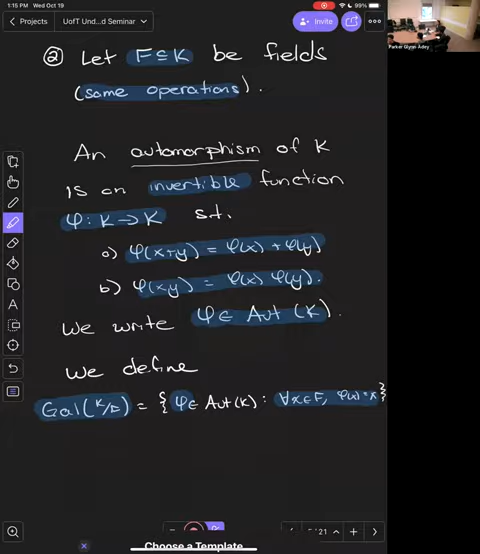 1:15 PM Wed Oct 19
99%
Projects
UofT Und... d Seminar
Invite
Parker Glynn Adey
② Let F ⊆ K be fields
(same operations).
An automorphism of K
is an invertible function
φ: K → K s.t.
a) φ(x+y) = φ(x) + φ(y)
b) φ(xy) = φ(x) φ(y).
We write φ ∈ Aut (K).
We define
Gal(K/F) = { φ ∈ Aut(K) : ∀x∈F, φ(x) = x }
Choose a Template